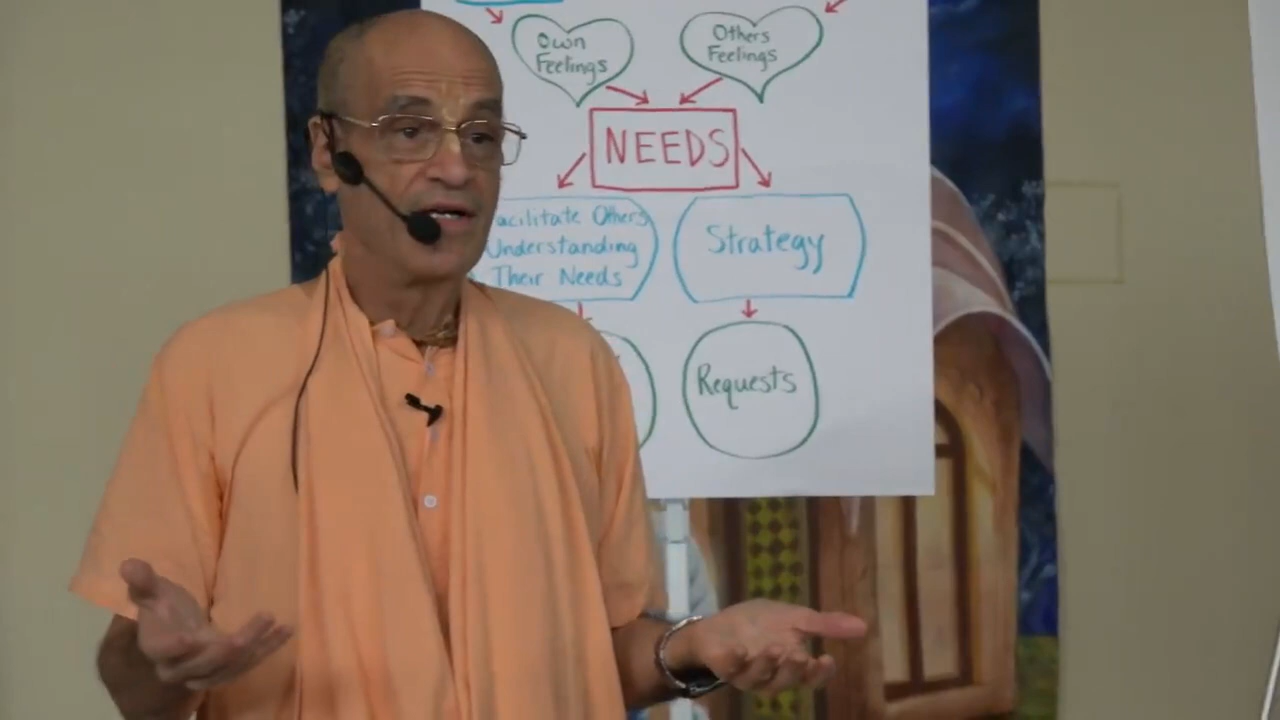 Own
Feelings
Others
Feelings
NEEDS
acilitate Others
Understanding
Their Needs
Strategy
Requests